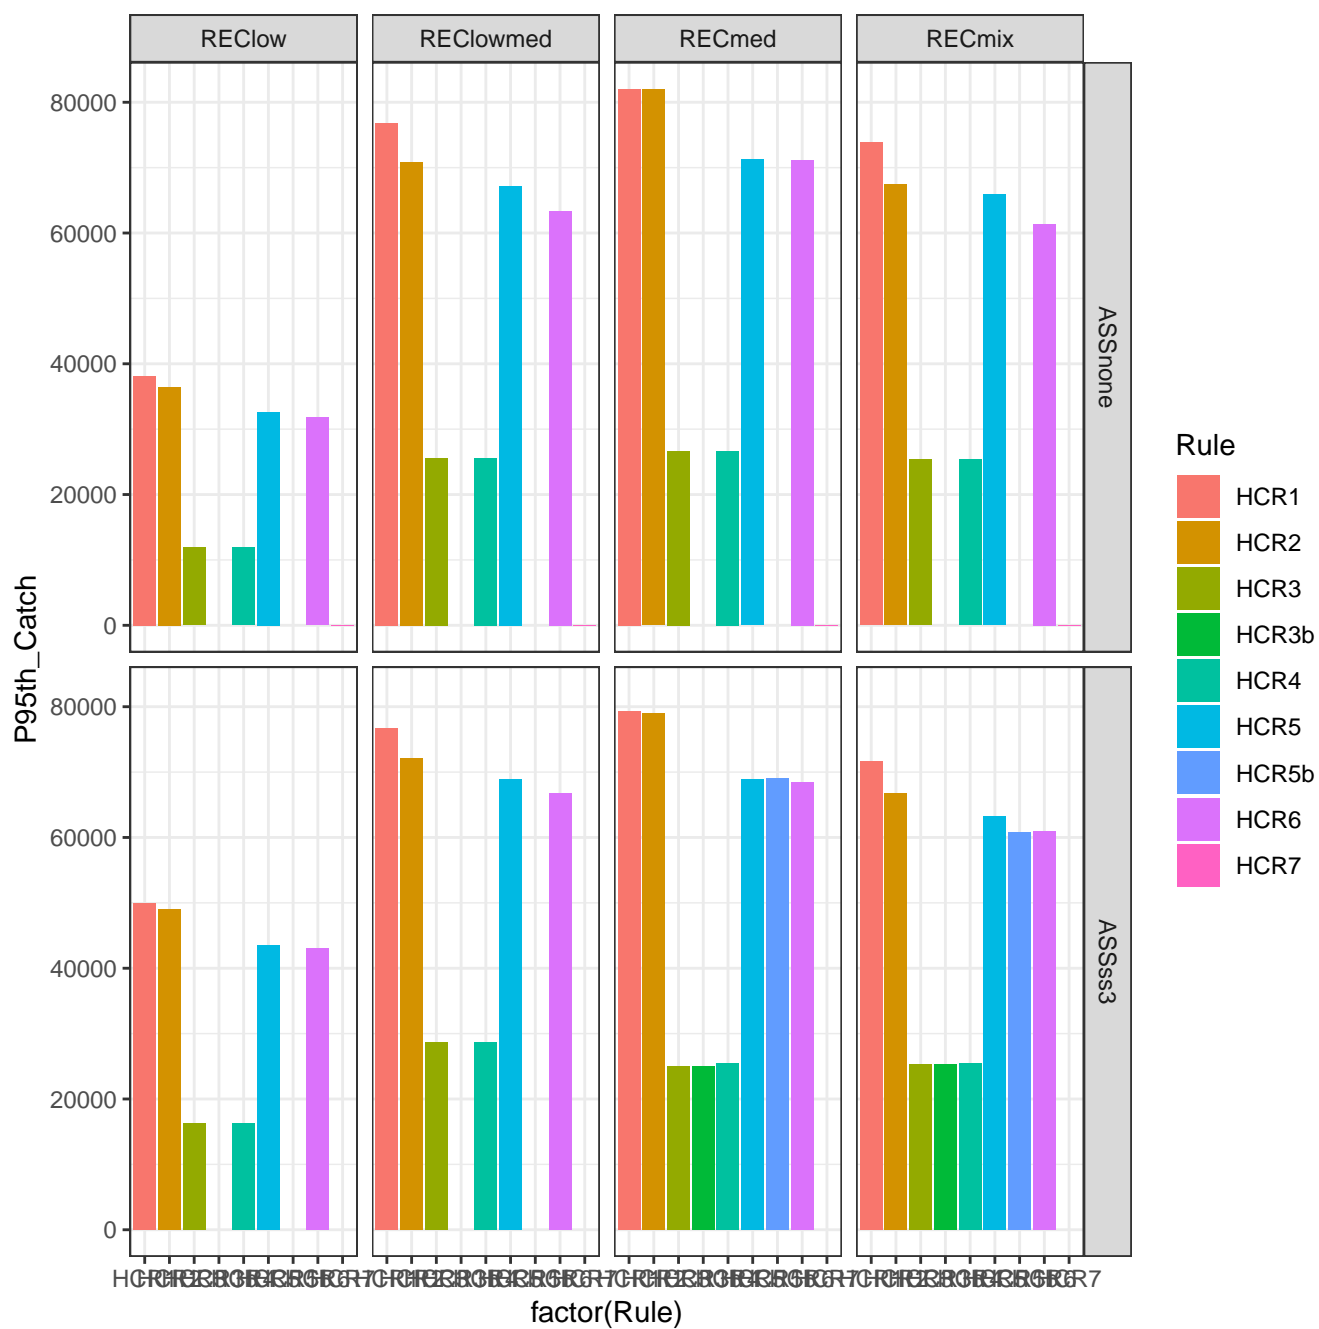 REClow REClowmed RECmed RECmix
80000
60000
40000
20000
0
ASSnone
80000
60000
40000
20000
0
ASSss3
P95th_Catch
factor(Rule)
Rule
HCR1
HCR2
HCR3
HCR3b
HCR4
HCR5
HCR5b
HCR6
HCR7